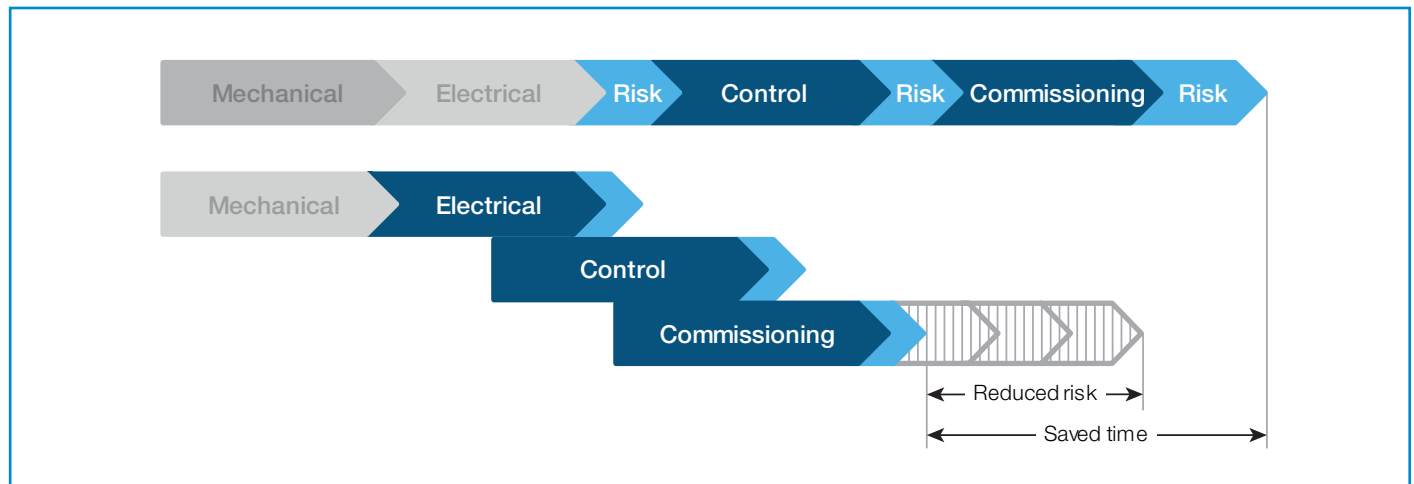 Mechanical Electrical Risk Control Risk Commissioning Risk
Mechanical Electrical
Control
Commissioning
Reduced risk
Saved time